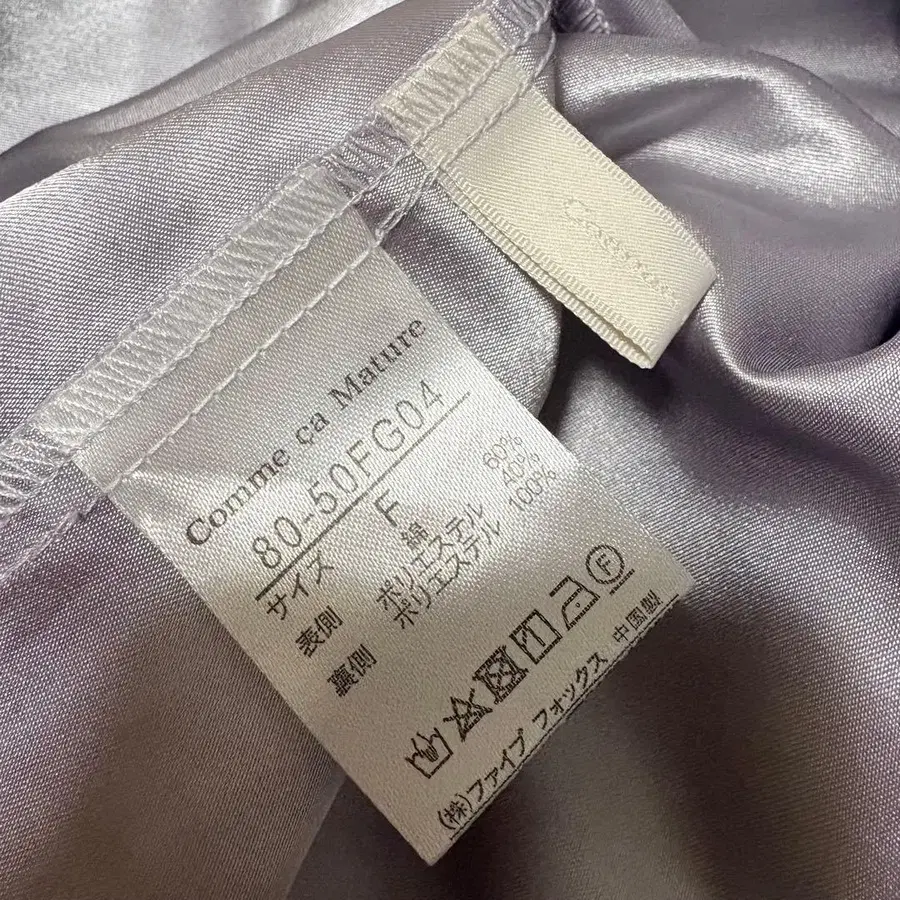 Comme ça Mature
80-50FG04
サイズ F
表側 綿 60%
ポリエステル 40%
裏側 ポリエステル 100%
F
(株)ファイブ フォックス 中国製